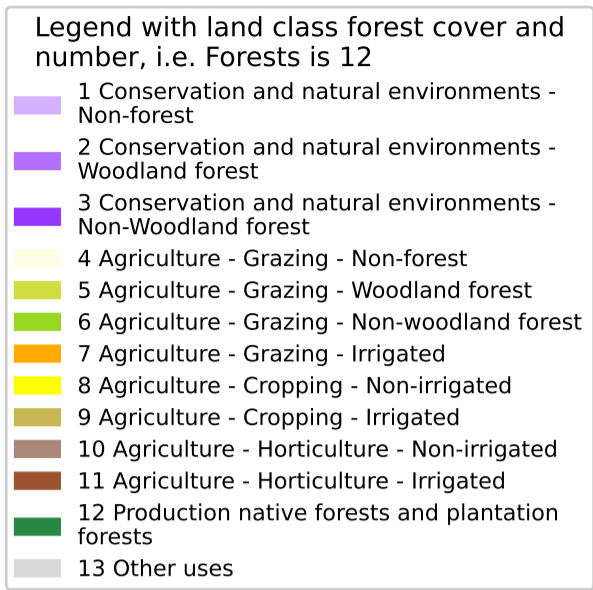 Legend with land class forest cover and
number, i.e. Forests is 12
1 Conservation and natural environments -
Non-forest
2 Conservation and natural environments -
Woodland forest
3 Conservation and natural environments -
Non-Woodland forest
4 Agriculture - Grazing - Non-forest
5 Agriculture - Grazing - Woodland forest
6 Agriculture - Grazing - Non-woodland forest
7 Agriculture - Grazing - Irrigated
8 Agriculture - Cropping - Non-irrigated
9 Agriculture - Cropping - Irrigated
10 Agriculture - Horticulture - Non-irrigated
11 Agriculture - Horticulture - Irrigated
12 Production native forests and plantation
forests
13 Other uses